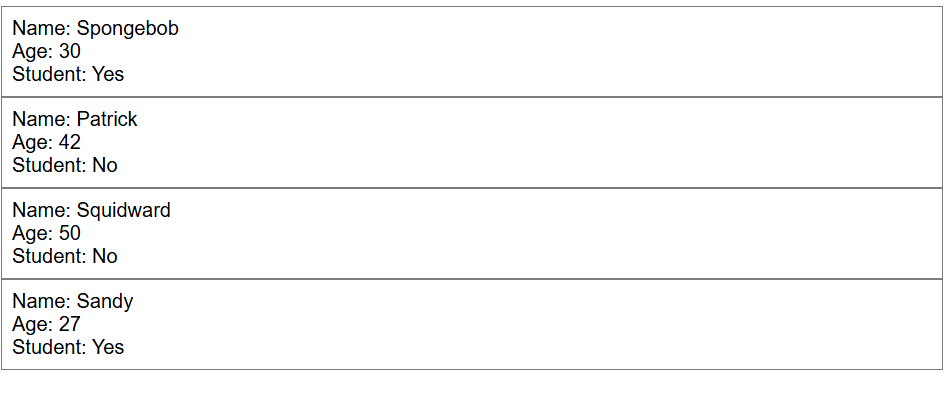 Name: Spongebob
Age: 30
Student: Yes
Name: Patrick
Age: 42
Student: No
Name: Squidward
Age: 50
Student: No
Name: Sandy
Age: 27
Student: Yes